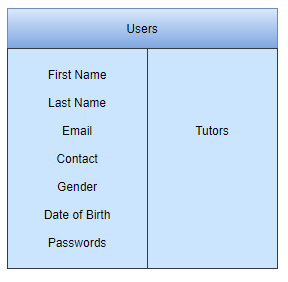 Users
First Name
Last Name
Email
Contact
Gender
Date of Birth
Passwords
Tutors